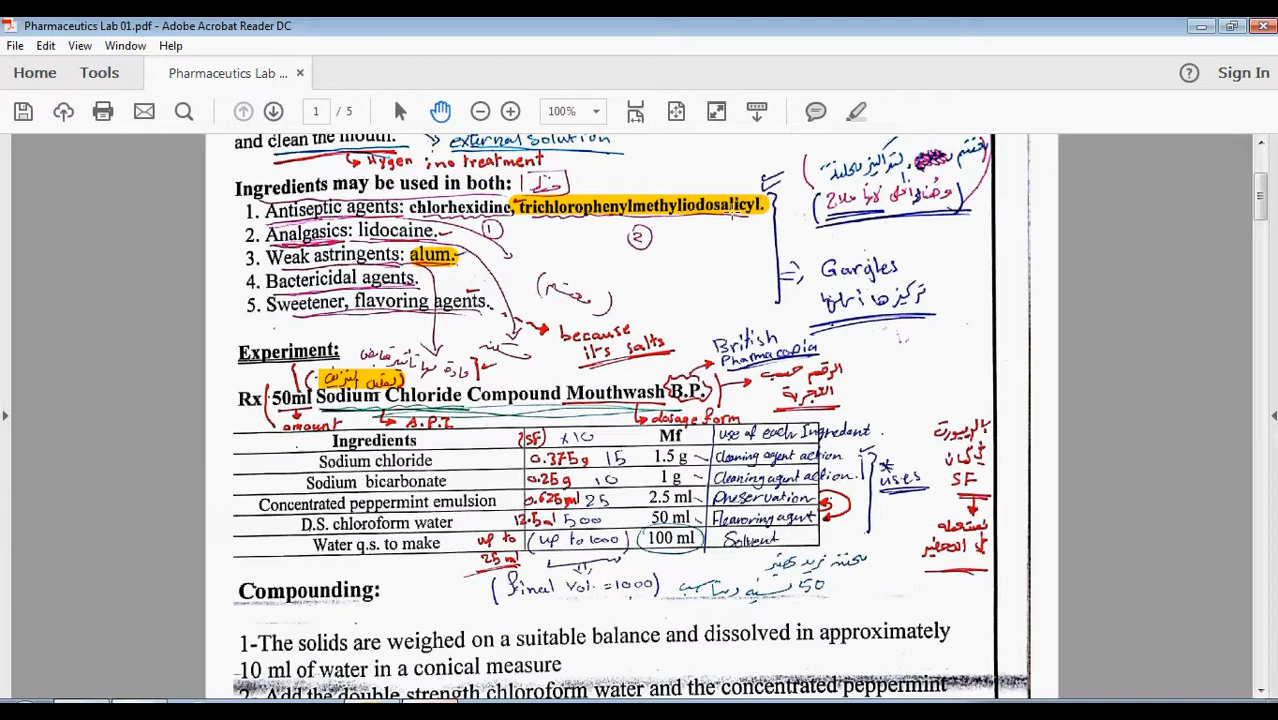 Pharmaceutics Lab 01.pdf - Adobe Acrobat Reader DC
File Edit View Window Help
Home Tools Pharmaceutics Lab ... × Sign In
1 / 5 100%
and clean the mouth. external solution
Hygen ; no treatment
Ingredients may be used in both:
1. Antiseptic agents: chlorhexidine, trichlorophenylmethyliodosalicyl.
1 2
2. Analgasics: lidocaine.
3. Weak astringents: alum.
4. Bactericidal agents.
5. Sweetener, flavoring agents.
Gargles
because
its salts
British
Pharmacopia
Experiment:
Rx 50ml Sodium Chloride Compound Mouthwash B.P.
الرقم حسب
التجربة
amount A.P.I dosage form
Ingredients (SF) x10 Mf use of each Ingredant.
Sodium chloride 0.375g 15 1.5 g Cleaning agent action
Sodium bicarbonate 0.25g 10 1 g Cleaning agent action.
Concentrated peppermint emulsion 0.625ml 25 2.5 ml Preservation
D.S. chloroform water 12.5ml 500 50 ml Flavoring agent
Water q.s. to make up to 25 ml (up to 1000) 100 ml Solvent
* uses
SF
(final vol. = 1000)
50
Compounding:
1-The solids are weighed on a suitable balance and dissolved in approximately
10 ml of water in a conical measure
2- Add the double strength chloroform water and the concentrated peppermint